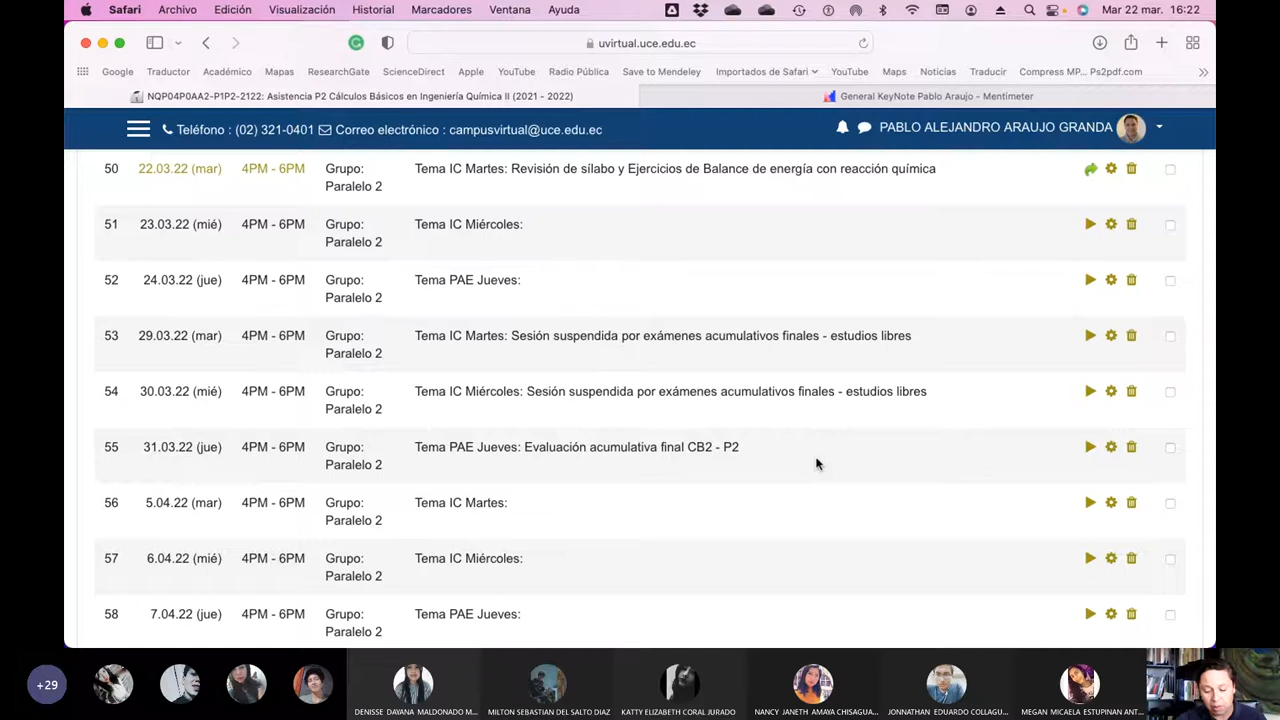 Safari Archivo Edición Visualización Historial Marcadores Ventana Ayuda Mar 22 mar. 16:22
uvirtual.uce.edu.ec
Google Traductor Académico Mapas ResearchGate ScienceDirect Apple YouTube Radio Pública Save to Mendeley Importados de Safari YouTube Maps Noticias Traducir Compress MP... Ps2pdf.com
NQP04P0AA2-P1P2-2122: Asistencia P2 Cálculos Básicos en Ingeniería Química II (2021 - 2022) General KeyNote Pablo Araujo - Mentimeter
Teléfono : (02) 321-0401 Correo electrónico : campusvirtual@uce.edu.ec PABLO ALEJANDRO ARAUJO GRANDA
50 22.03.22 (mar) 4PM - 6PM Grupo: Tema IC Martes: Revisión de sílabo y Ejercicios de Balance de energía con reacción química
Paralelo 2
51 23.03.22 (mié) 4PM - 6PM Grupo: Tema IC Miércoles:
Paralelo 2
52 24.03.22 (jue) 4PM - 6PM Grupo: Tema PAE Jueves:
Paralelo 2
53 29.03.22 (mar) 4PM - 6PM Grupo: Tema IC Martes: Sesión suspendida por exámenes acumulativos finales - estudios libres
Paralelo 2
54 30.03.22 (mié) 4PM - 6PM Grupo: Tema IC Miércoles: Sesión suspendida por exámenes acumulativos finales - estudios libres
Paralelo 2
55 31.03.22 (jue) 4PM - 6PM Grupo: Tema PAE Jueves: Evaluación acumulativa final CB2 - P2
Paralelo 2
56 5.04.22 (mar) 4PM - 6PM Grupo: Tema IC Martes:
Paralelo 2
57 6.04.22 (mié) 4PM - 6PM Grupo: Tema IC Miércoles:
Paralelo 2
58 7.04.22 (jue) 4PM - 6PM Grupo: Tema PAE Jueves:
Paralelo 2
+29 DENISSE DAYANA MALDONADO M... MILTON SEBASTIAN DEL SALTO DIAZ KATTY ELIZABETH CORAL JURADO NANCY JANETH AMAYA CHISAGUA... JONNATHAN EDUARDO COLLAGU... MEGAN MICAELA ESTUPINAN ANT...